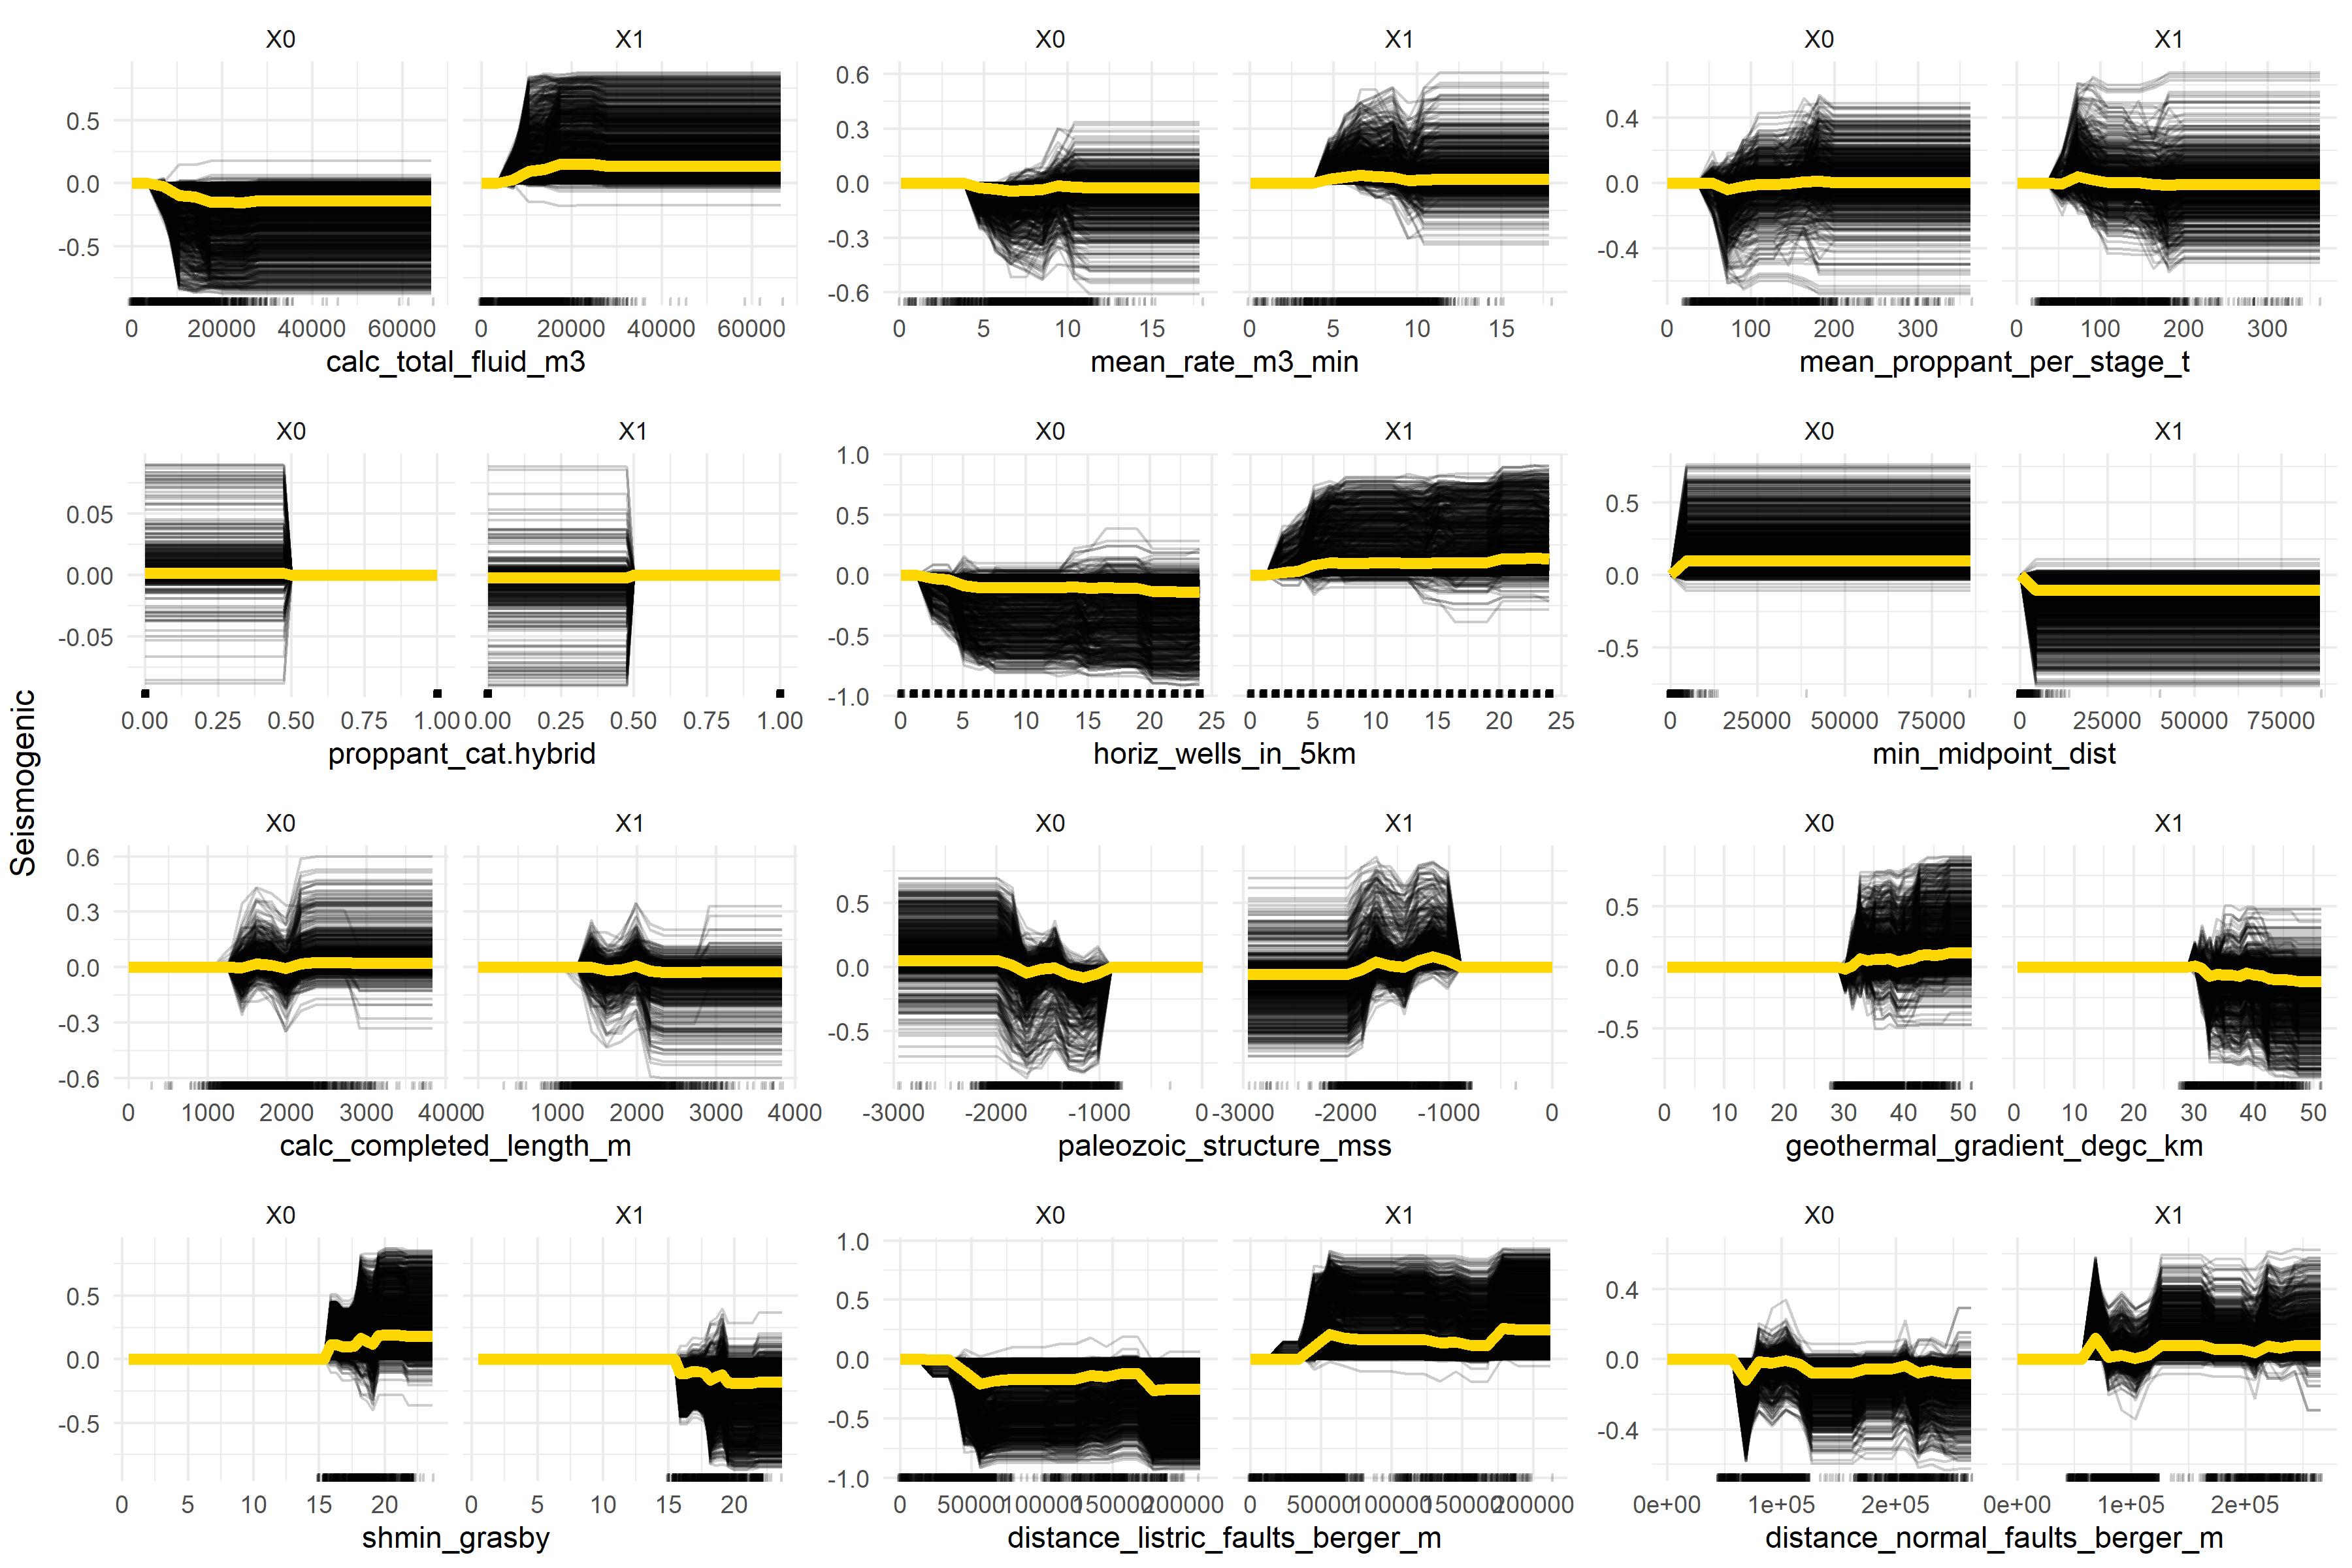 X0 X1 X0 X1 X0 X1
0.5 0.0 -0.5
0 20000 40000 60000 0 20000 40000 60000
calc_total_fluid_m3
0.6 0.3 0.0 -0.3 -0.6
0 5 10 15 0 5 10 15
mean_rate_m3_min
0.4 0.0 -0.4
0 100 200 300 0 100 200 300
mean_proppant_per_stage_t
X0 X1 X0 X1 X0 X1
0.05 0.00 -0.05
0.00 0.25 0.50 0.75 1.00 0.00 0.25 0.50 0.75 1.00
proppant_cat.hybrid
1.0 0.5 0.0 -0.5 -1.0
0 5 10 15 20 25 0 5 10 15 20 25
horiz_wells_in_5km
0.5 0.0 -0.5
0 25000 50000 75000 0 25000 50000 75000
min_midpoint_dist
Seismogenic
X0 X1 X0 X1 X0 X1
0.6 0.3 0.0 -0.3 -0.6
0 1000 2000 3000 4000 0 1000 2000 3000 4000
calc_completed_length_m
0.5 0.0 -0.5
-3000 -2000 -1000 0 -3000 -2000 -1000 0
paleozoic_structure_mss
0.5 0.0 -0.5
0 10 20 30 40 50 0 10 20 30 40 50
geothermal_gradient_degc_km
X0 X1 X0 X1 X0 X1
0.5 0.0 -0.5
0 5 10 15 20 0 5 10 15 20
shmin_grasby
1.0 0.5 0.0 -0.5 -1.0
0 50000 100000 150000 200000 0 50000 100000 150000 200000
distance_listric_faults_berger_m
0.4 0.0 -0.4
0e+00 1e+05 2e+05 0e+00 1e+05 2e+05
distance_normal_faults_berger_m